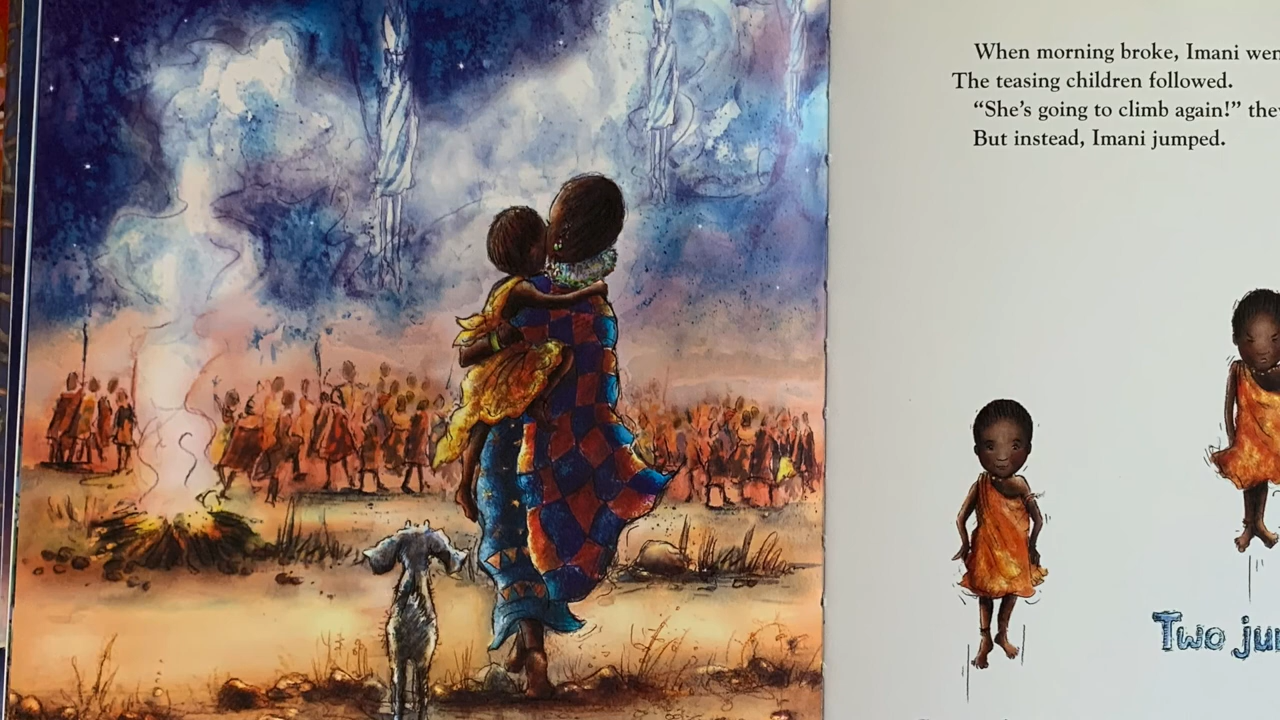 When morning broke, Imani
The teasing children followed.
"She's going to climb again!"
But instead, Imani jumped.
Two